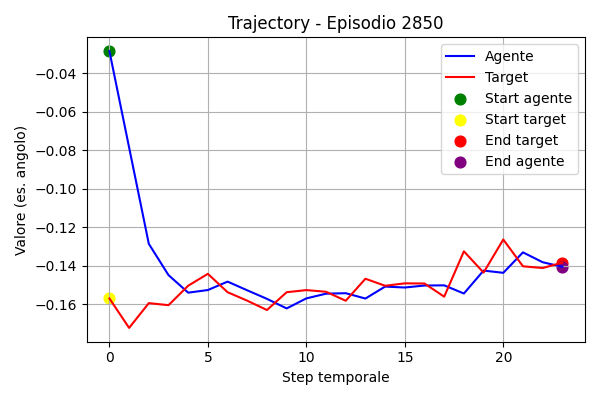 Trajectory - Episodio 2850
Agente
Target
Start agente
Start target
End target
End agente
Valore (es. angolo)
−0.04
−0.06
−0.08
−0.10
−0.12
−0.14
−0.16
0
5
10
15
20
Step temporale